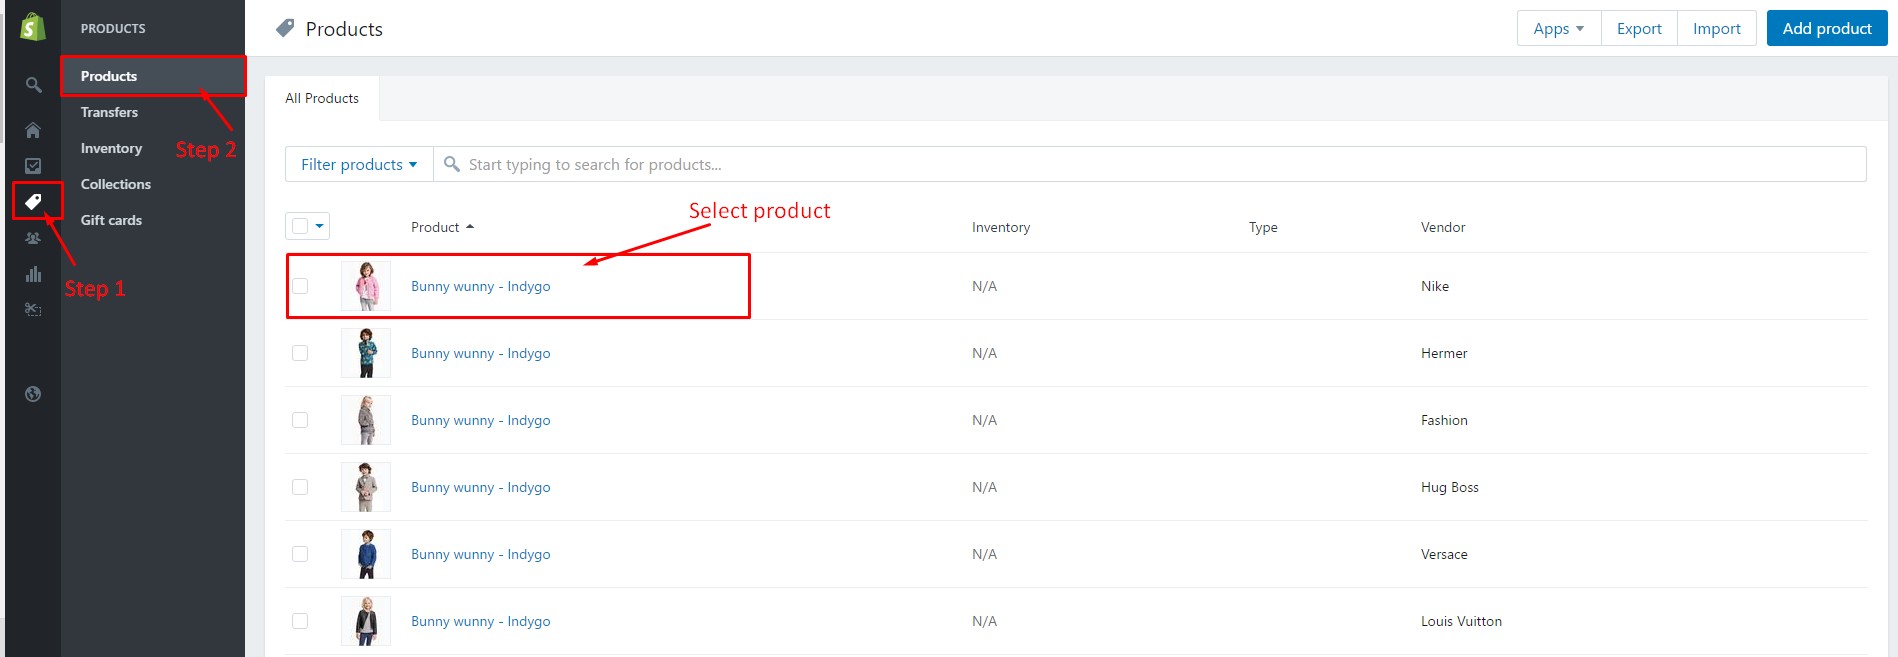 PRODUCTS
Products
Apps Export Import Add product
Products
Transfers
Inventory
Collections
Gift cards
Step 2
Step 1
All Products
Filter products Start typing to search for products...
Select product
Product Inventory Type Vendor
Bunny wunny - Indygo N/A Nike
Bunny wunny - Indygo N/A Hermer
Bunny wunny - Indygo N/A Fashion
Bunny wunny - Indygo N/A Hug Boss
Bunny wunny - Indygo N/A Versace
Bunny wunny - Indygo N/A Louis Vuitton